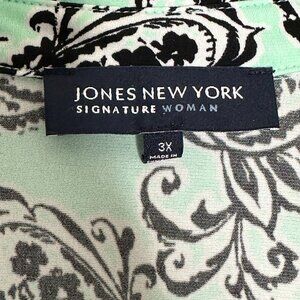 JONES NEW YORK
SIGNATURE WOMAN
3X
MADE IN